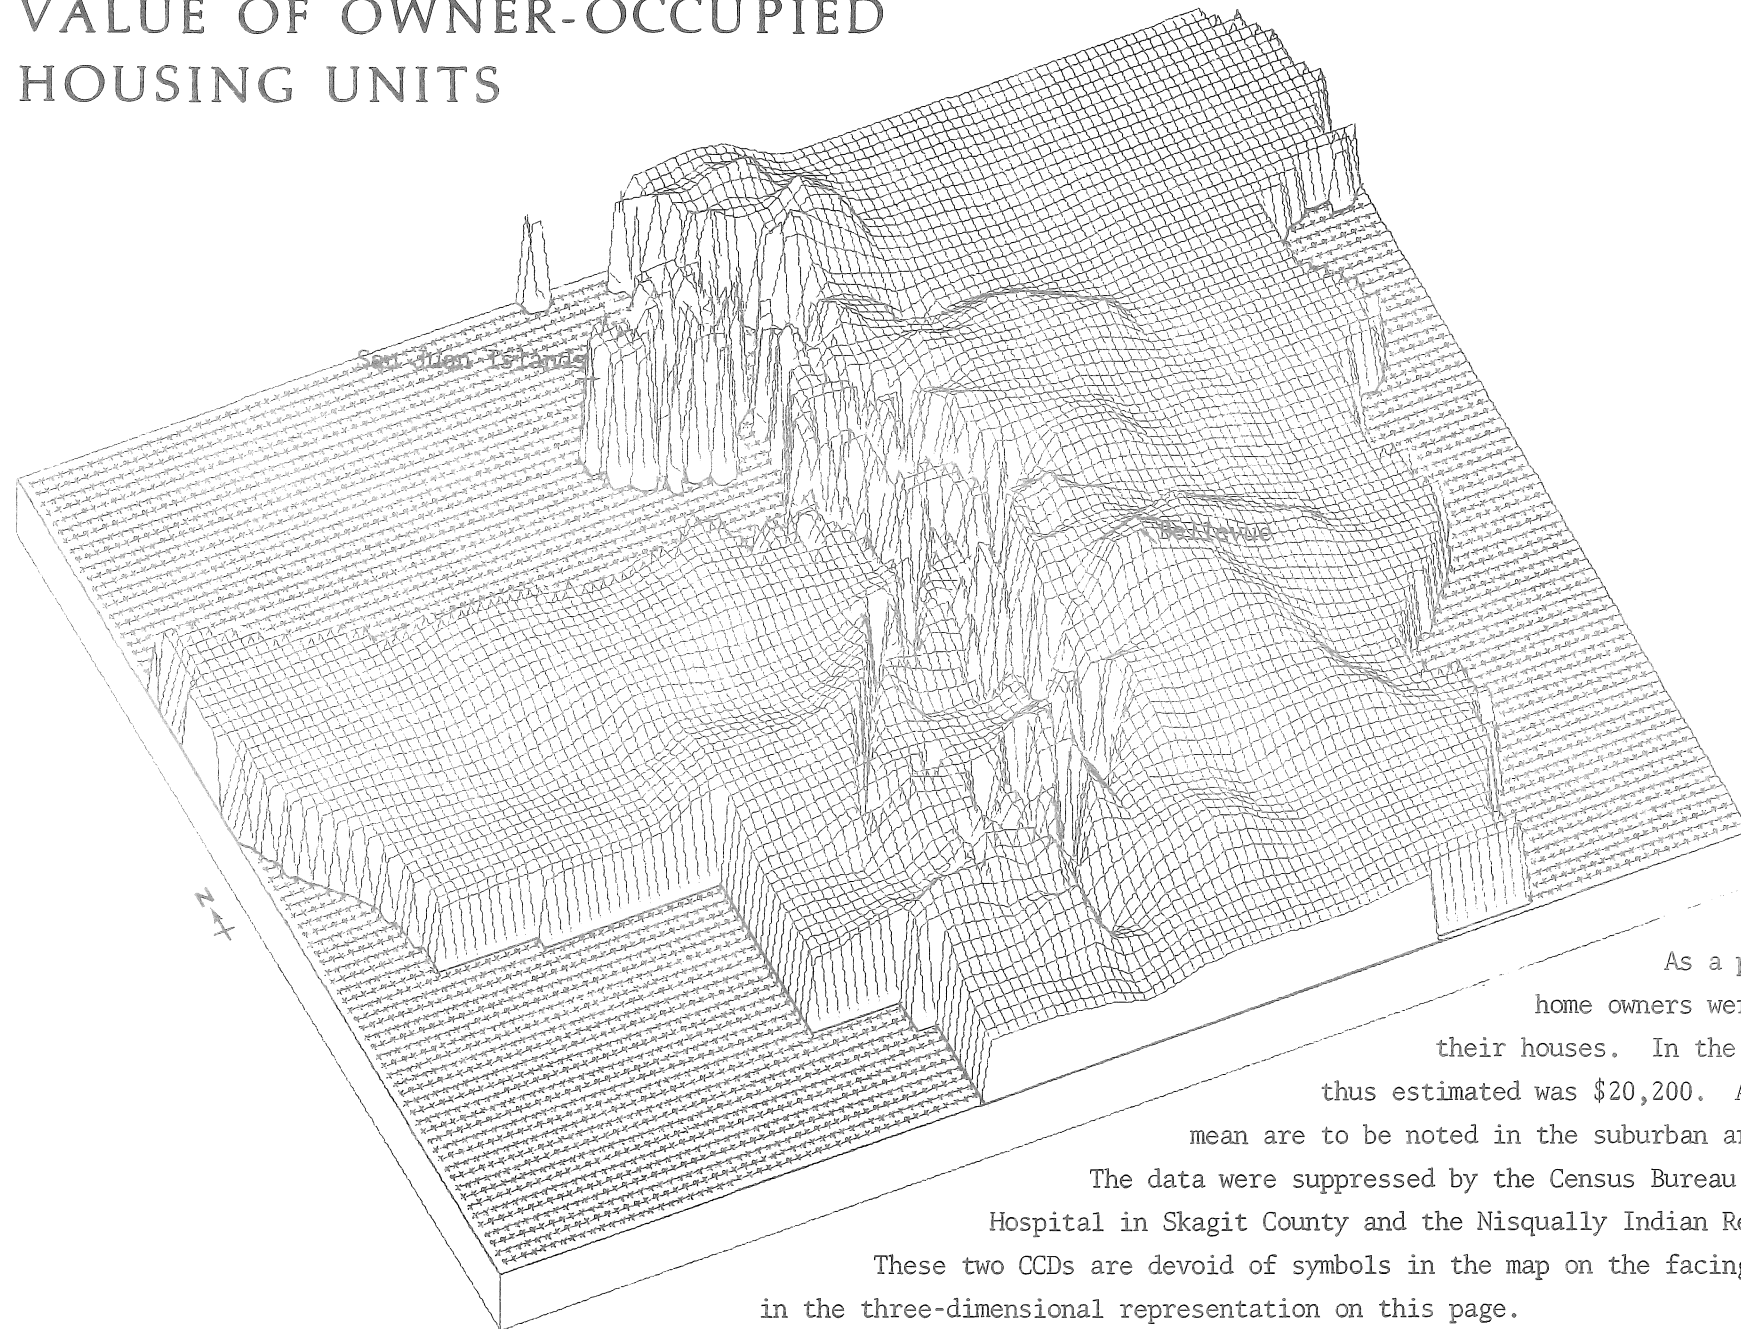 VALUE OF OWNER-OCCUPIED
HOUSING UNITS
San Juan Islands
Bellevue
N
As a
home owners
their houses. In the
thus estimated was $20,200.
mean are to be noted in the suburban
The data were suppressed by the Census Bureau
Hospital in Skagit County and the Nisqually Indian
These two CCDs are devoid of symbols in the map on the
in the three-dimensional representation on this page.